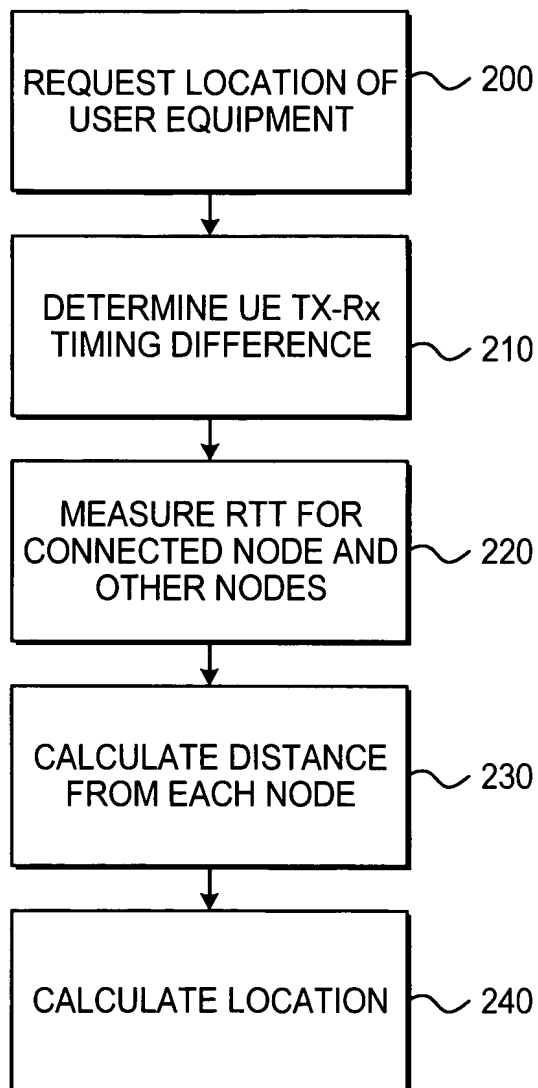 REQUEST LOCATION OF
USER EQUIPMENT
200
DETERMINE UE TX-Rx
TIMING DIFFERENCE
210
MEASURE RTT FOR
CONNECTED NODE AND
OTHER NODES
220
CALCULATE DISTANCE
FROM EACH NODE
230
CALCULATE LOCATION
240